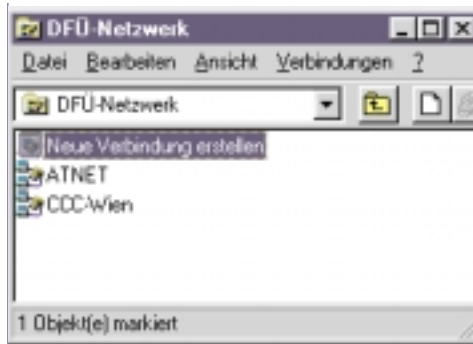 DFÜ-Netzwerk
Datei Bearbeiten Ansicht Verbindungen ?
DFÜ-Netzwerk
Neue Verbindung erstellen
ATNET
CCC-Wien
1 Objekt(e) markiert